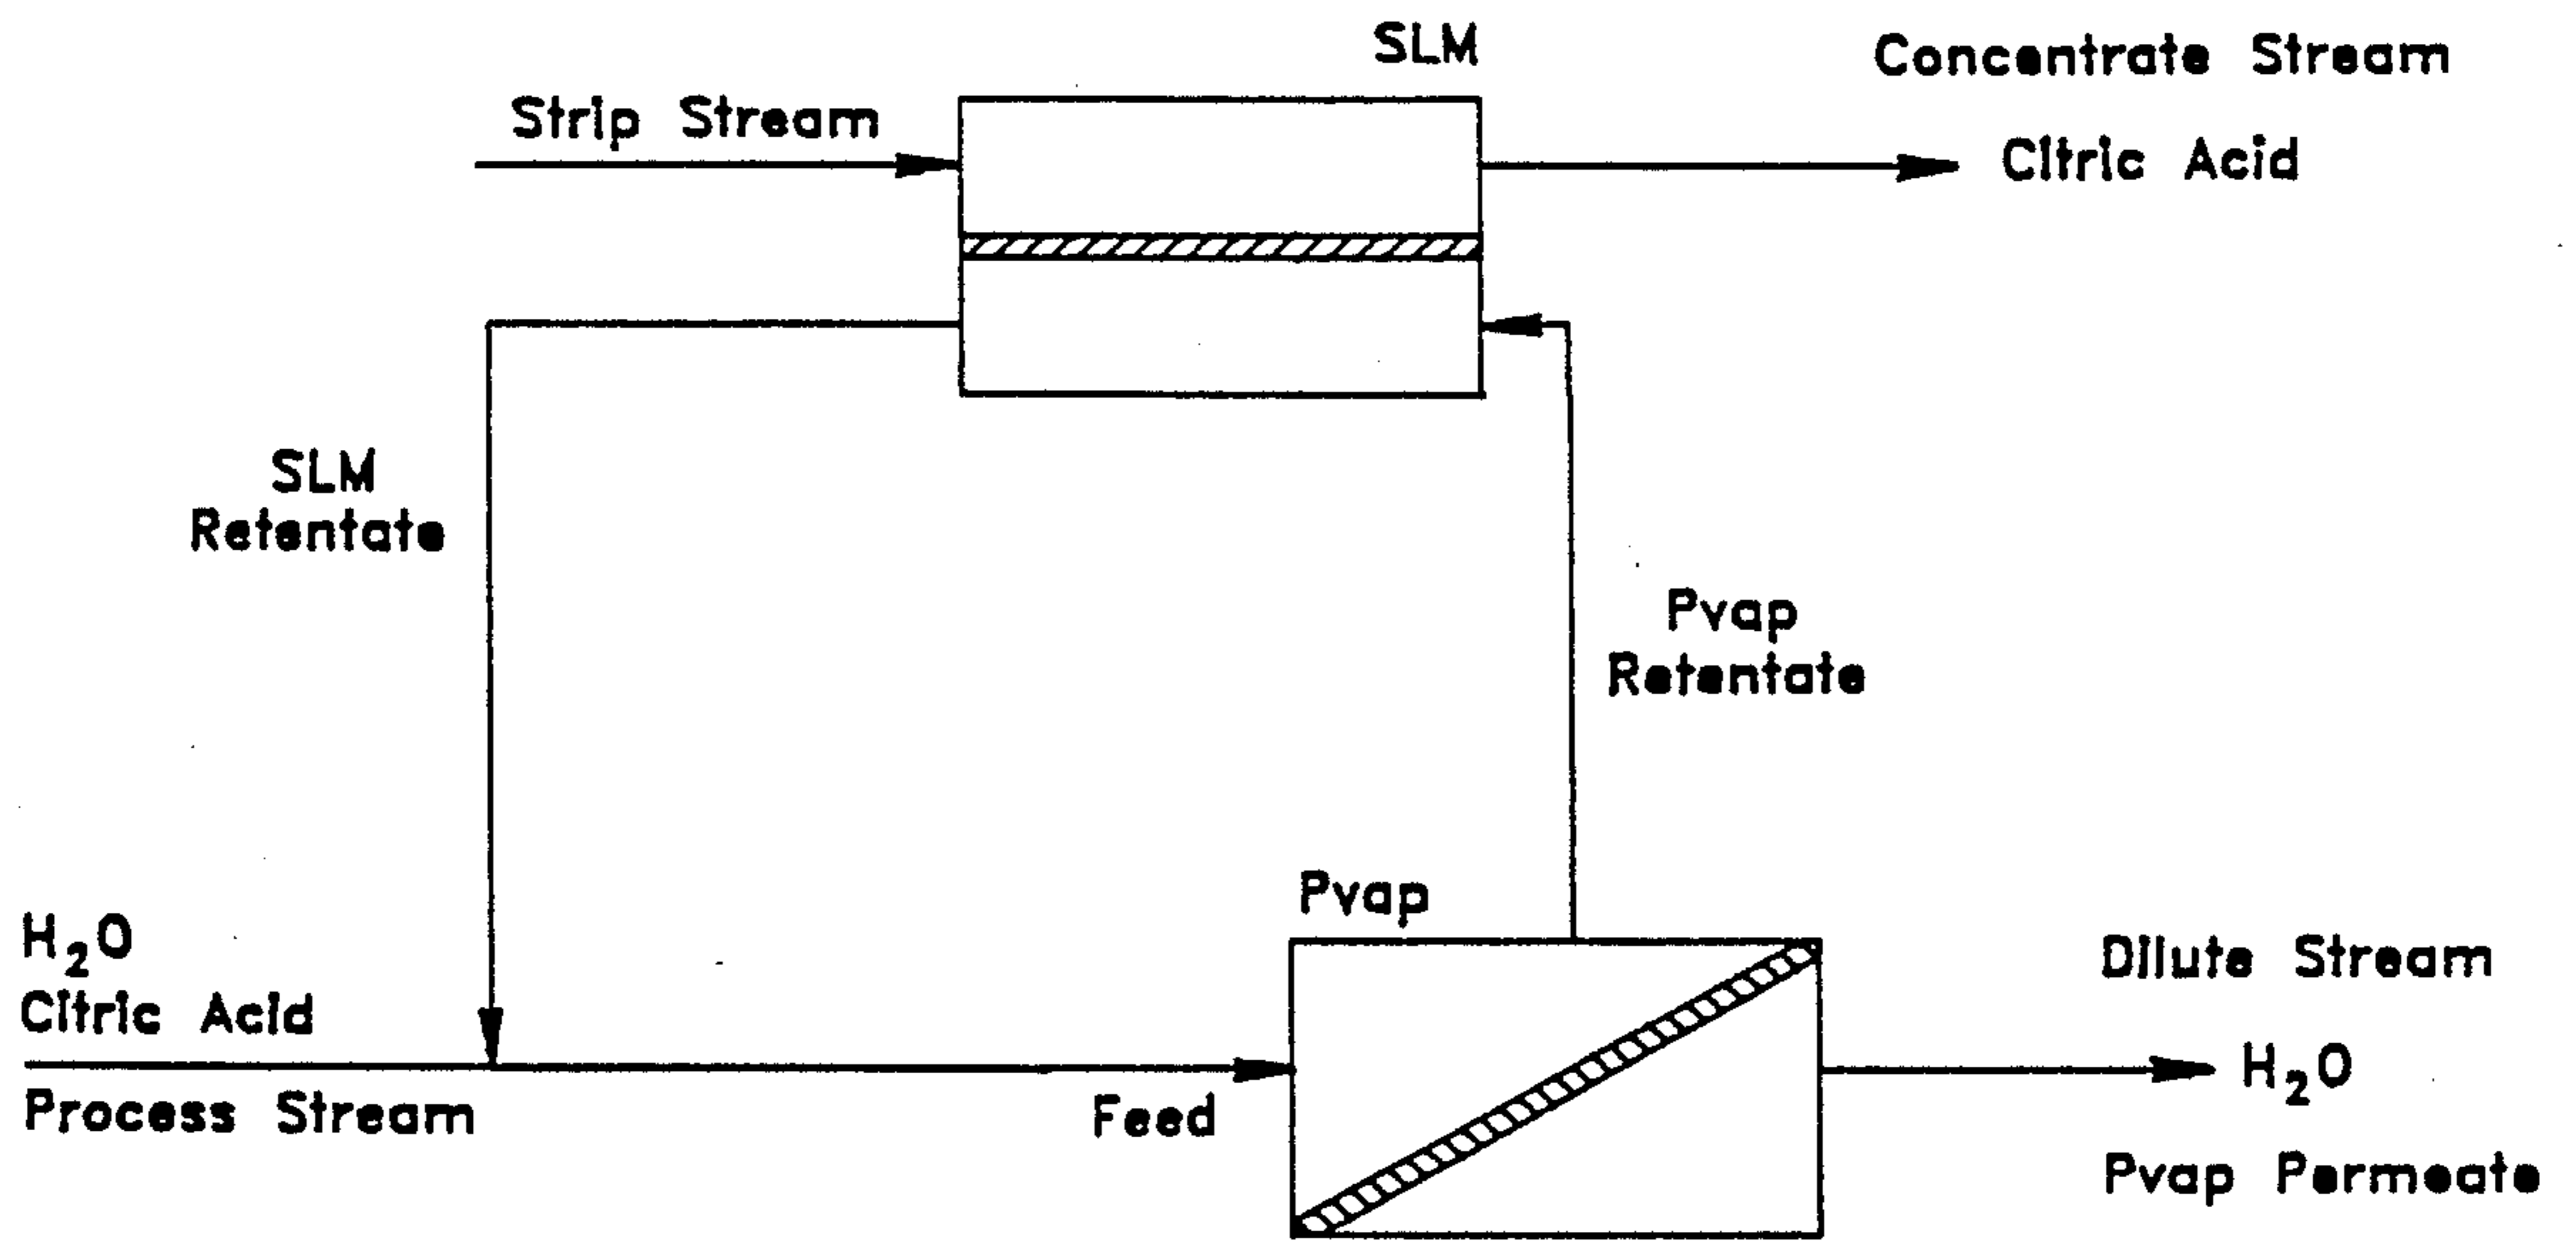 SLM
Concentrate Stream
Strip Stream
Citric Acid
SLM
Retentate
Pvap
Retentate
Pvap
H₂O
Citric Acid
Dilute Stream
H₂O
Process Stream
Feed
Pvap Permeate